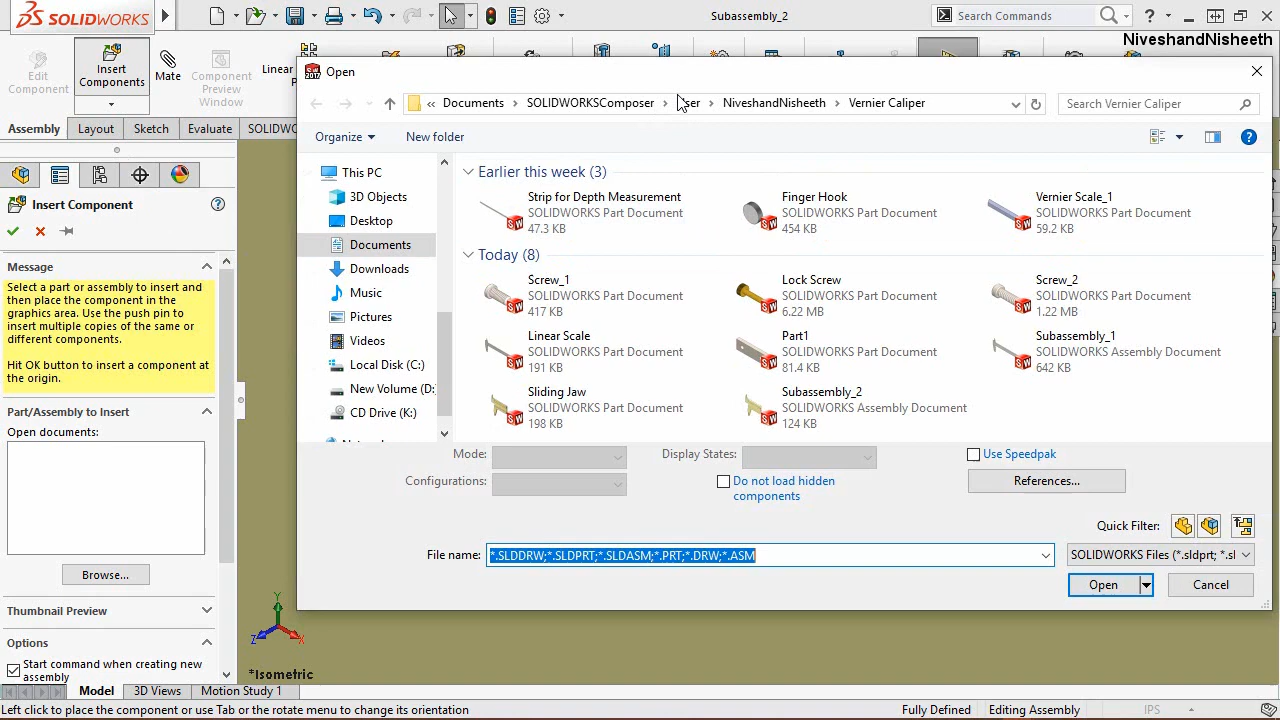 SOLIDWORKS
Subassembly_2
Search Commands
NiveshandNisheeth
Edit
Component
Insert
Components
Mate
Component
Preview
Window
Linear
Assembly
Layout
Sketch
Evaluate
SOLIDWO
Insert Component
Message
Select a part or assembly to insert and
then place the component in the
graphics area. Use the push pin to
insert multiple copies of the same or
different components.
Hit OK button to insert a component at
the origin.
Part/Assembly to Insert
Open documents:
Browse...
Thumbnail Preview
Options
Start command when creating new
assembly
Open
« Documents > SOLIDWORKSComposer > ser > NiveshandNisheeth > Vernier Caliper
Search Vernier Caliper
Organize
New folder
This PC
3D Objects
Desktop
Documents
Downloads
Music
Pictures
Videos
Local Disk (C:)
New Volume (D:
CD Drive (K:)
Earlier this week (3)
Strip for Depth Measurement
SOLIDWORKS Part Document
47.3 KB
Finger Hook
SOLIDWORKS Part Document
454 KB
Vernier Scale_1
SOLIDWORKS Part Document
59.2 KB
Today (8)
Screw_1
SOLIDWORKS Part Document
417 KB
Lock Screw
SOLIDWORKS Part Document
6.22 MB
Screw_2
SOLIDWORKS Part Document
1.22 MB
Linear Scale
SOLIDWORKS Part Document
191 KB
Part1
SOLIDWORKS Part Document
81.4 KB
Subassembly_1
SOLIDWORKS Assembly Document
642 KB
Sliding Jaw
SOLIDWORKS Part Document
198 KB
Subassembly_2
SOLIDWORKS Assembly Document
124 KB
Mode:
Display States:
Use Speedpak
Configurations:
Do not load hidden
components
References...
Quick Filter:
File name:
*.SLDDRW;*.SLDPRT;*.SLDASM;*.PRT;*.DRW;*.ASM
SOLIDWORKS Files (*.sldprt; *.sl
Open
Cancel
Y
Z
X
*Isometric
Model
3D Views
Motion Study 1
Left click to place the component or use Tab or the rotate menu to change its orientation
Fully Defined
Editing Assembly
IPS